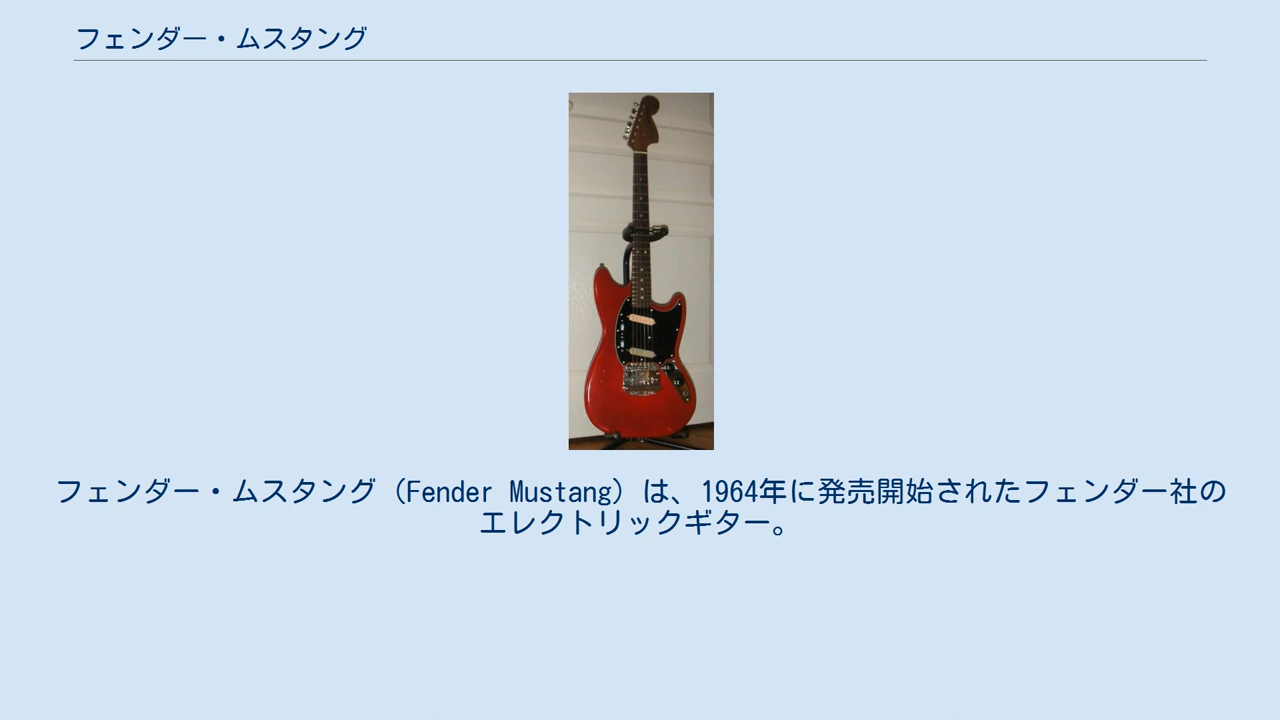 フェンダー・ムスタング
フェンダー・ムスタング（Fender Mustang）は、1964年に発売開始されたフェンダー社の
エレクトリックギター。